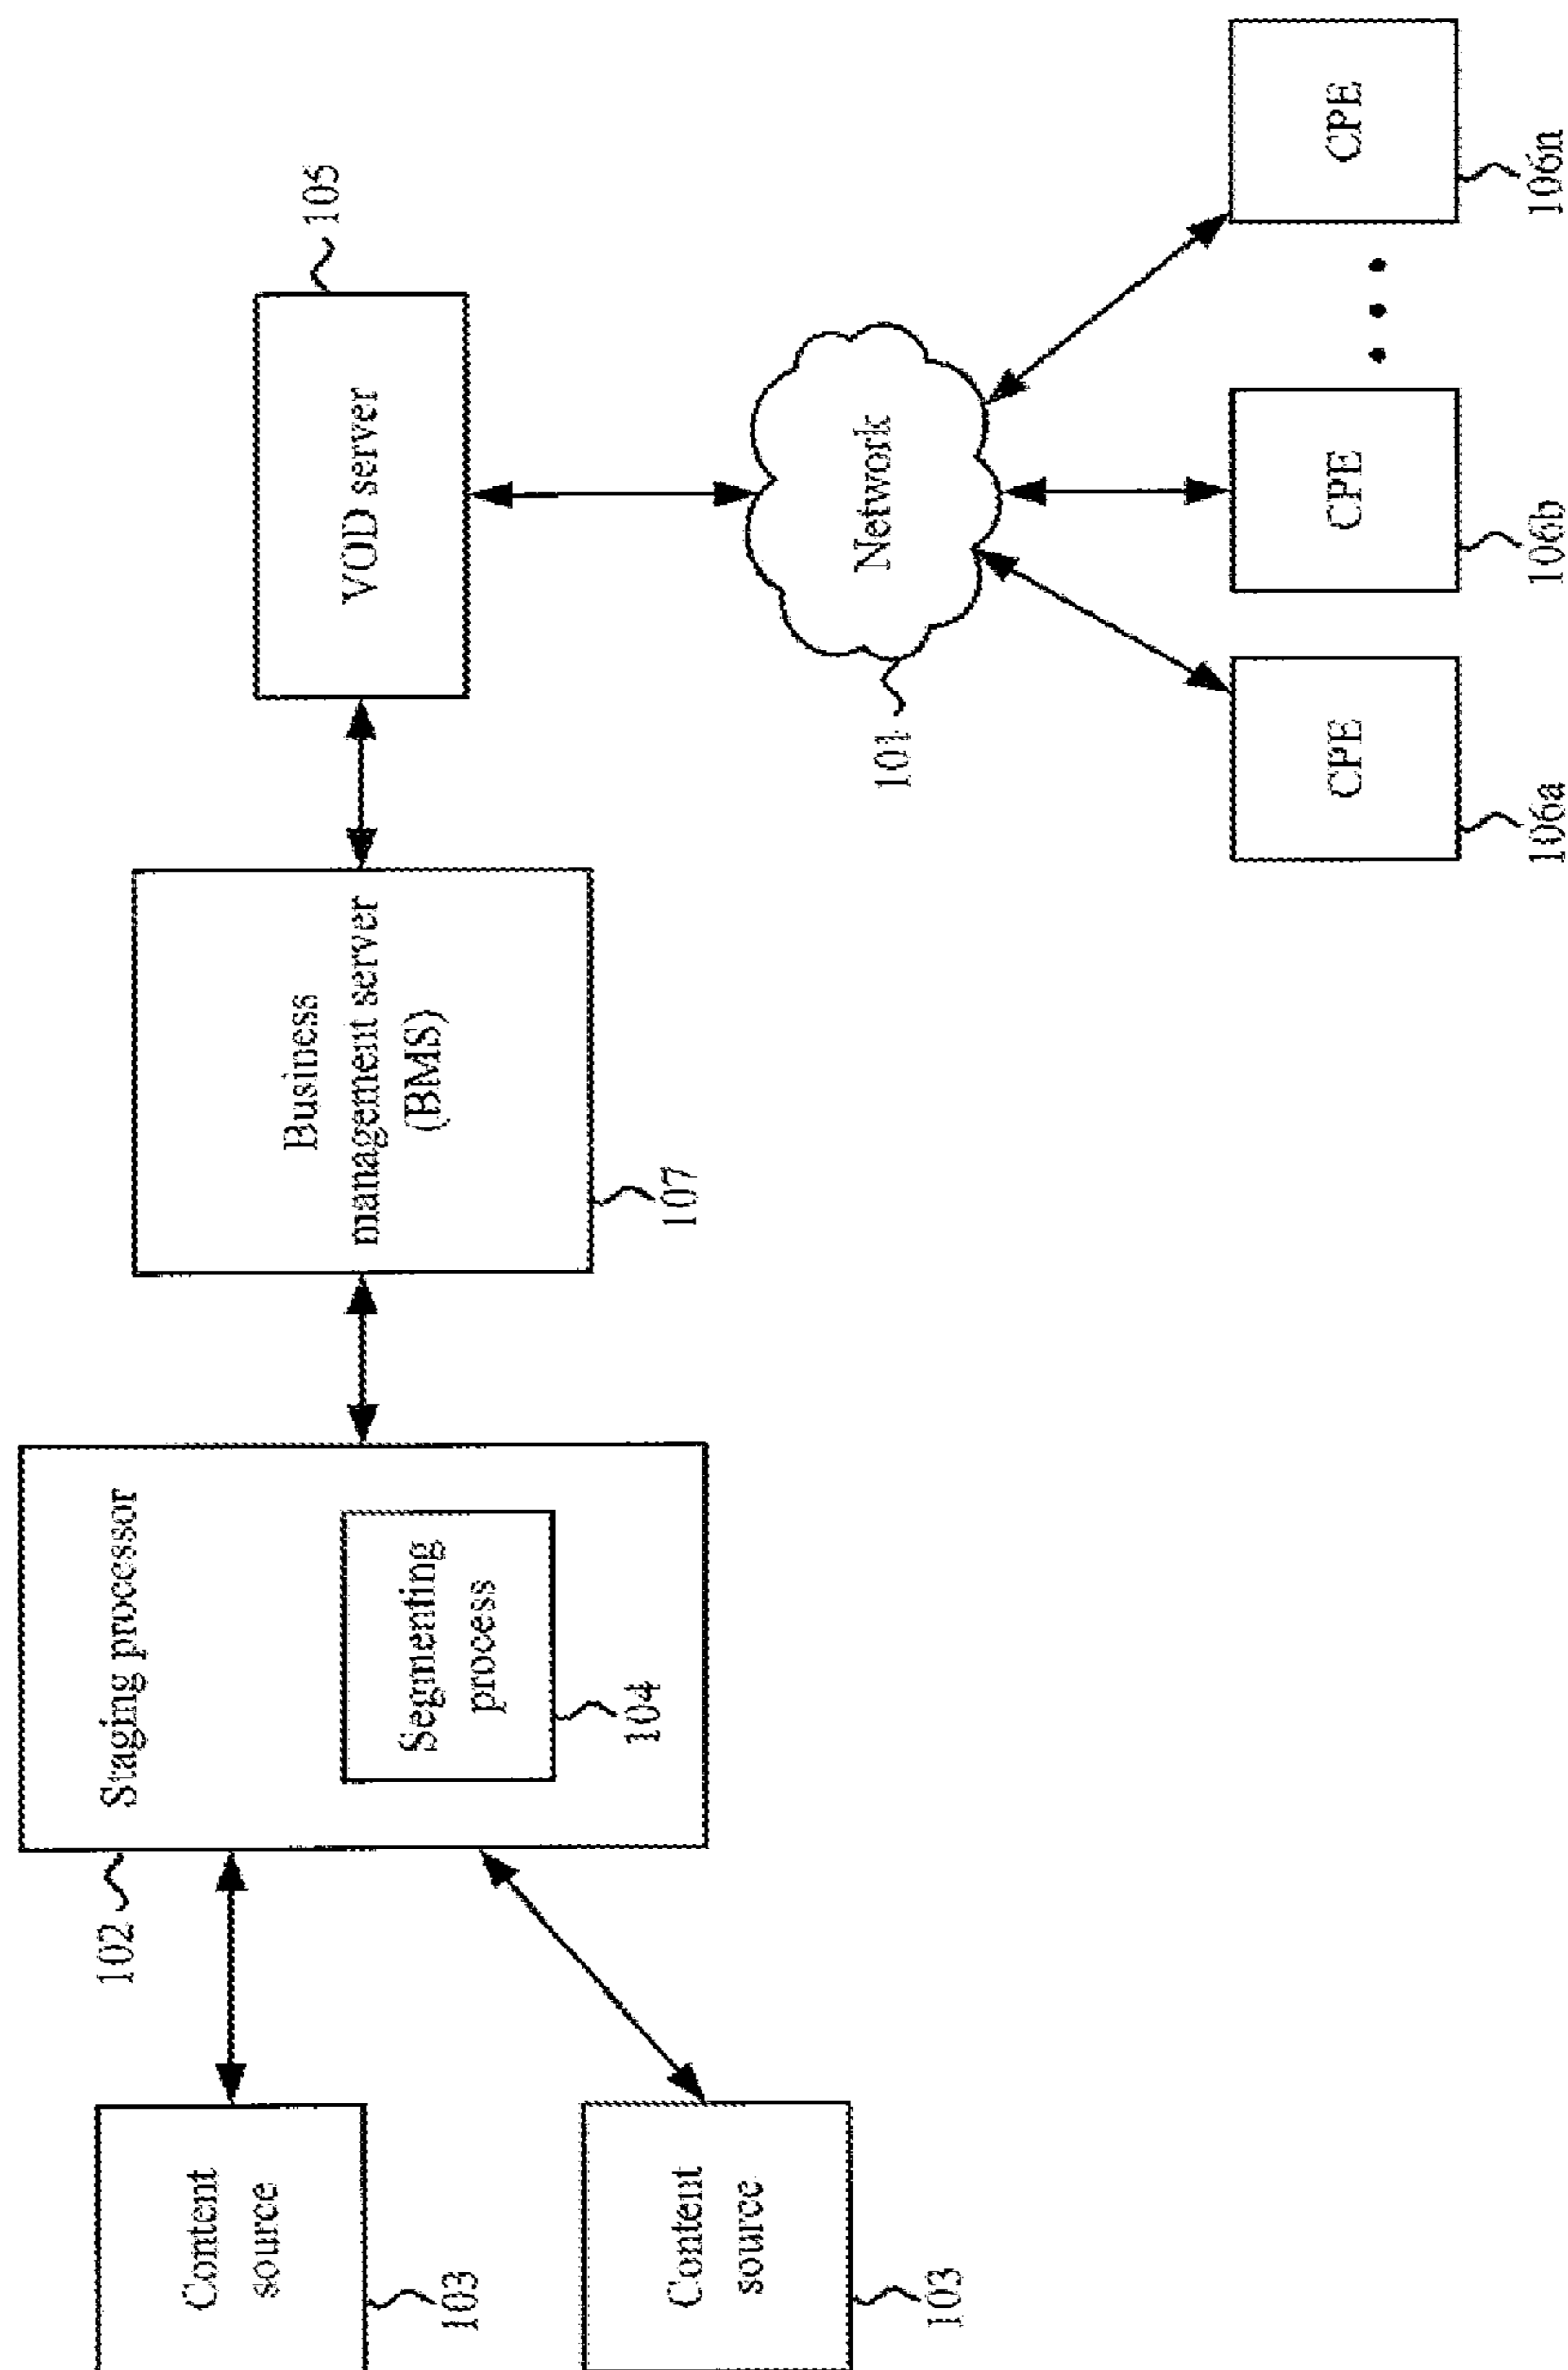 Content
source
103
Content
source
103
102
Staging processor
Segmenting
process
104
Business
management server
(BMS)
107
VOD server
105
Network
101
CPE
106a
CPE
106b
CPE
106n